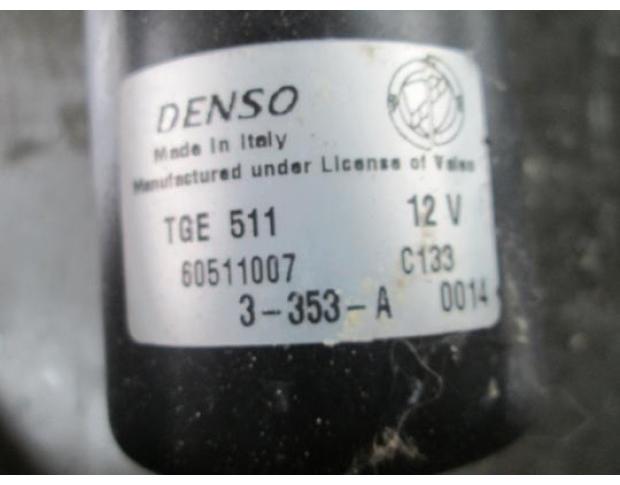 DENSO
Made In Italy
Manufactured under License of Valeo
TGE 511 12 V
60511007 C133
3-353-A 0014